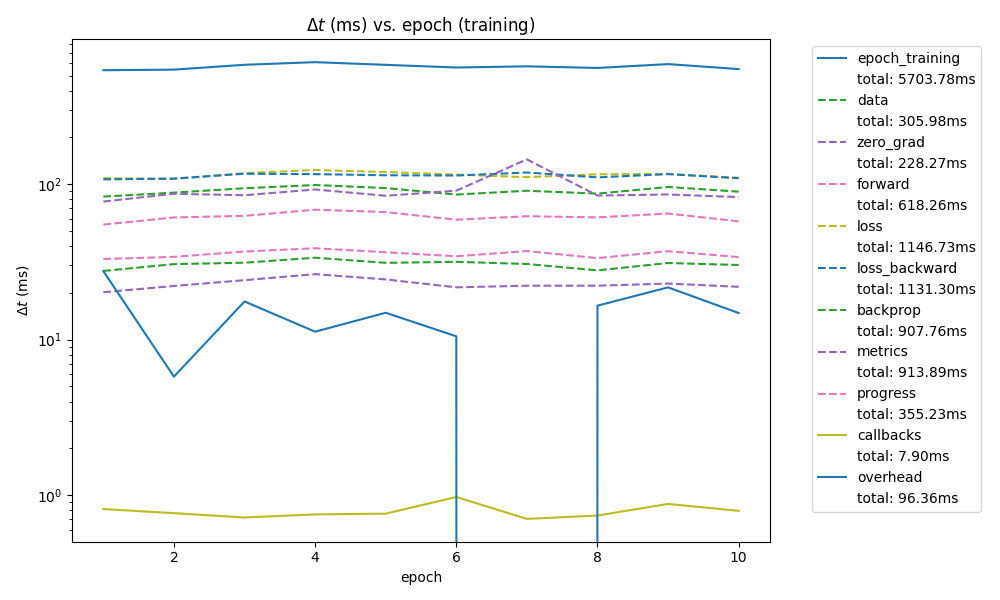 Δt (ms) vs. epoch (training)
Δt (ms)
10²
10¹
10⁰
2
4
6
8
10
epoch
epoch_training
total: 5703.78ms
data
total: 305.98ms
zero_grad
total: 228.27ms
forward
total: 618.26ms
loss
total: 1146.73ms
loss_backward
total: 1131.30ms
backprop
total: 907.76ms
metrics
total: 913.89ms
progress
total: 355.23ms
callbacks
total: 7.90ms
overhead
total: 96.36ms